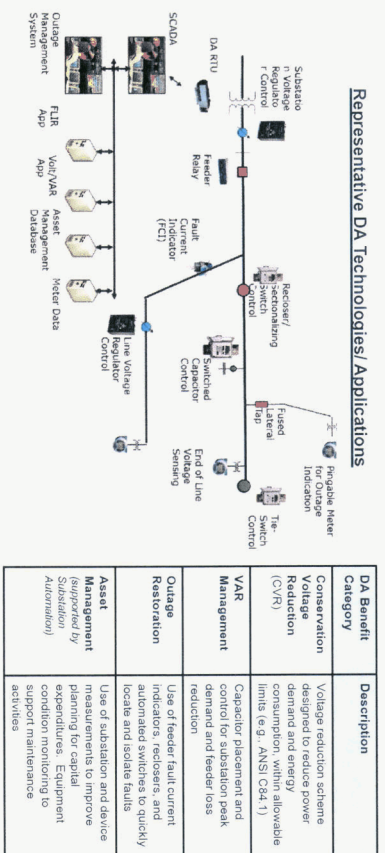 Representative DA Technologies/Applications
Substatio
n Voltage
Regulato
r Control
DA RTU
SCADA
Outage
Management
System
Feeder
Relay
Fault
Current
Indicator
(FCI)
Recloser/
Sectionalizing
Switch
Control
Switched
Capacitor
Control
Fused
Lateral
Tap
Pingable Meter
for Outage
Indication
Tie-
Switch
Control
End of Line
Voltage
Sensing
Line Voltage
Regulator
Control
FLIR
App
Volt/VAR
App
Asset
Management
Database
Meter Data
DA Benefit
Category
Description
Conservation
Voltage
Reduction
(CVR)
Voltage reduction scheme
designed to reduce power
demand and energy
consumption, within allowable
limits (e.g., ANSI C84.1)
VAR
Management
Capacitor placement and
control for substation peak
demand and feeder loss
reduction
Outage
Restoration
Use of feeder fault current
indicators, reclosers, and
automated switches to quickly
locate and isolate faults
Asset
Management
(supported by
Substation
Automation)
Use of substation and device
measurements to improve
planning for capital
expenditures. Equipment
condition monitoring to
support maintenance
activities